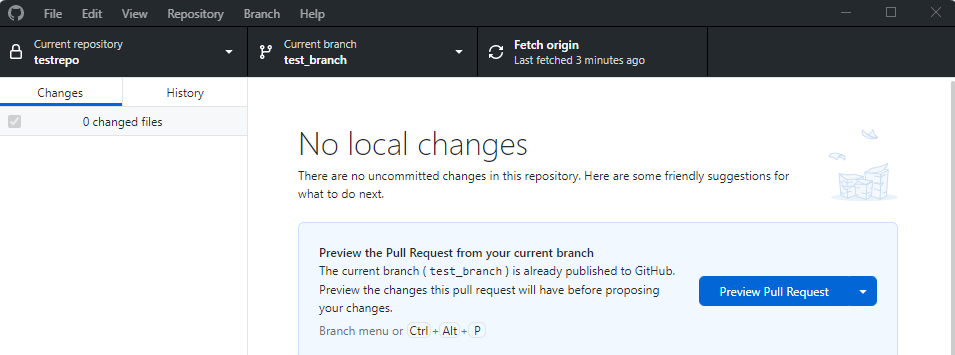 File Edit View Repository Branch Help
Current repository
testrepo
Current branch
test_branch
Fetch origin
Last fetched 3 minutes ago
Changes History
0 changed files
No local changes
There are no uncommitted changes in this repository. Here are some friendly suggestions for
what to do next.
Preview the Pull Request from your current branch
The current branch ( test_branch ) is already published to GitHub.
Preview the changes this pull request will have before proposing
your changes.
Branch menu or Ctrl + Alt + P
Preview Pull Request